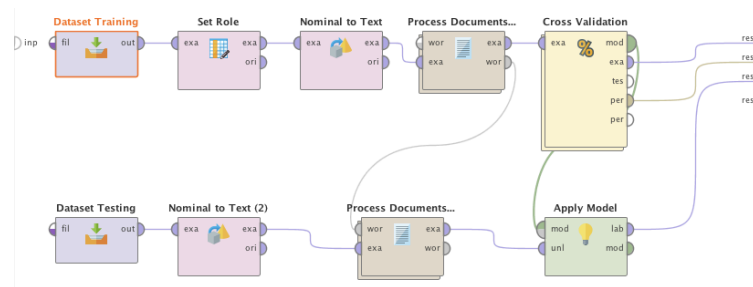 Dataset Training
Set Role
Nominal to Text
Process Documents...
Cross Validation
inp
fil out
exa exa
ori
exa exa
ori
wor exa
exa wor
exa mod
exa
tes
per
per
res
res
res
res
Dataset Testing
Nominal to Text (2)
Process Documents...
Apply Model
fil out
exa exa
ori
wor exa
exa wor
mod lab
unl mod